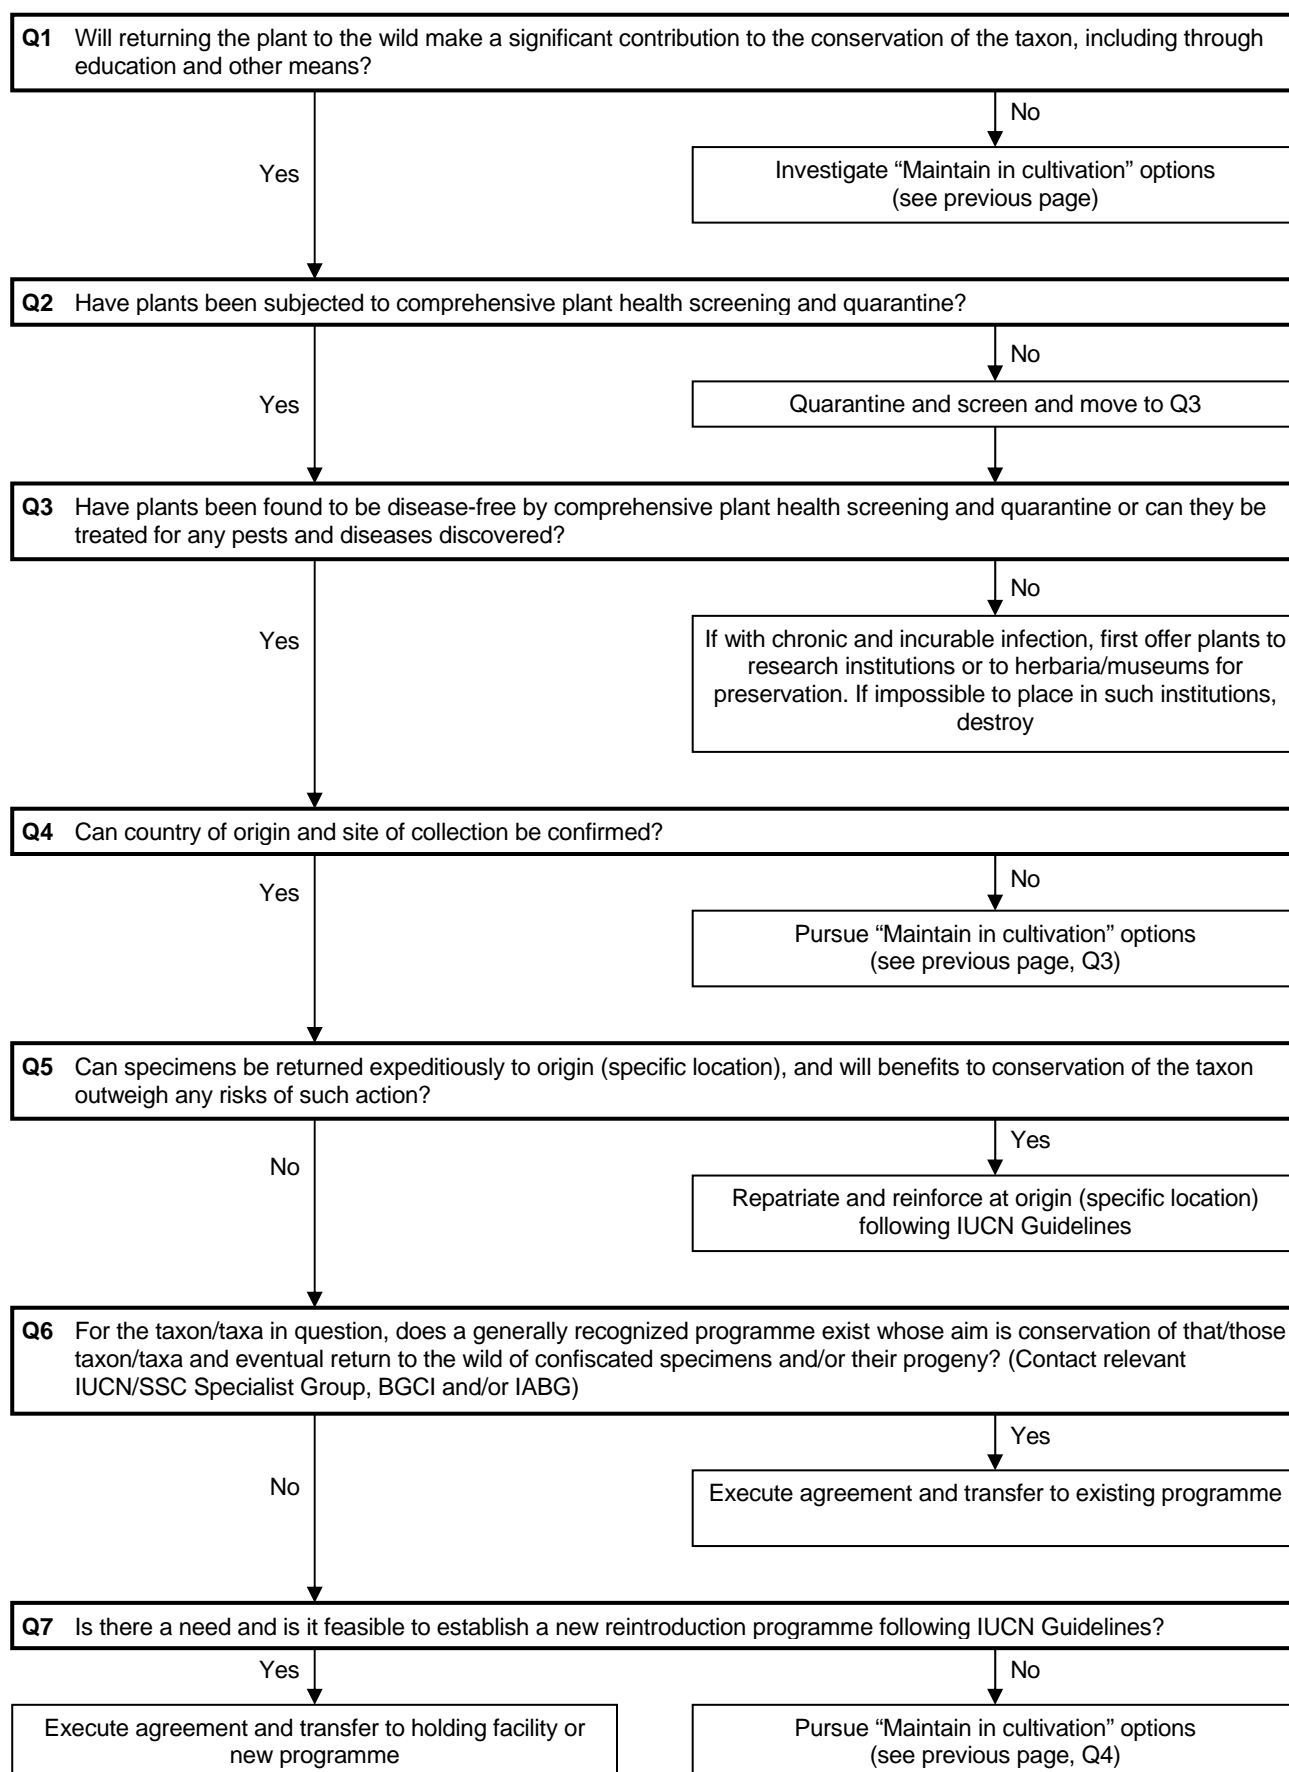 Q1 Will returning the plant to the wild make a significant contribution to the conservation of the taxon, including through
education and other means?
No
Yes
Investigate “Maintain in cultivation” options
(see previous page)
Q2 Have plants been subjected to comprehensive plant health screening and quarantine?
No
Yes
Quarantine and screen and move to Q3
Q3 Have plants been found to be disease-free by comprehensive plant health screening and quarantine or can they be
treated for any pests and diseases discovered?
No
Yes
If with chronic and incurable infection, first offer plants to
research institutions or to herbaria/museums for
preservation. If impossible to place in such institutions,
destroy
Q4 Can country of origin and site of collection be confirmed?
No
Yes
Pursue “Maintain in cultivation” options
(see previous page, Q3)
Q5 Can specimens be returned expeditiously to origin (specific location), and will benefits to conservation of the taxon
outweigh any risks of such action?
Yes
No
Repatriate and reinforce at origin (specific location)
following IUCN Guidelines
Q6 For the taxon/taxa in question, does a generally recognized programme exist whose aim is conservation of that/those
taxon/taxa and eventual return to the wild of confiscated specimens and/or their progeny? (Contact relevant
IUCN/SSC Specialist Group, BGCI and/or IABG)
Yes
No
Execute agreement and transfer to existing programme
Q7 Is there a need and is it feasible to establish a new reintroduction programme following IUCN Guidelines?
Yes
No
Execute agreement and transfer to holding facility or
new programme
Pursue “Maintain in cultivation” options
(see previous page, Q4)